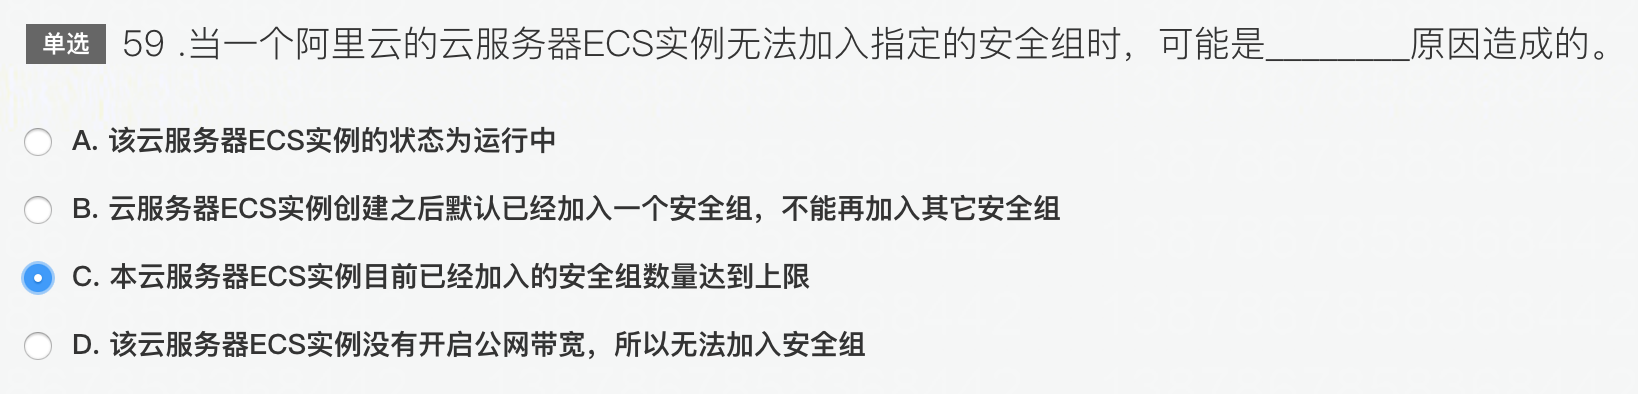 单选 59 .当一个阿里云的云服务器ECS实例无法加入指定的安全组时，可能是________原因造成的。
A. 该云服务器ECS实例的状态为运行中
B. 云服务器ECS实例创建之后默认已经加入一个安全组，不能再加入其它安全组
C. 本云服务器ECS实例目前已经加入的安全组数量达到上限
D. 该云服务器ECS实例没有开启公网带宽，所以无法加入安全组